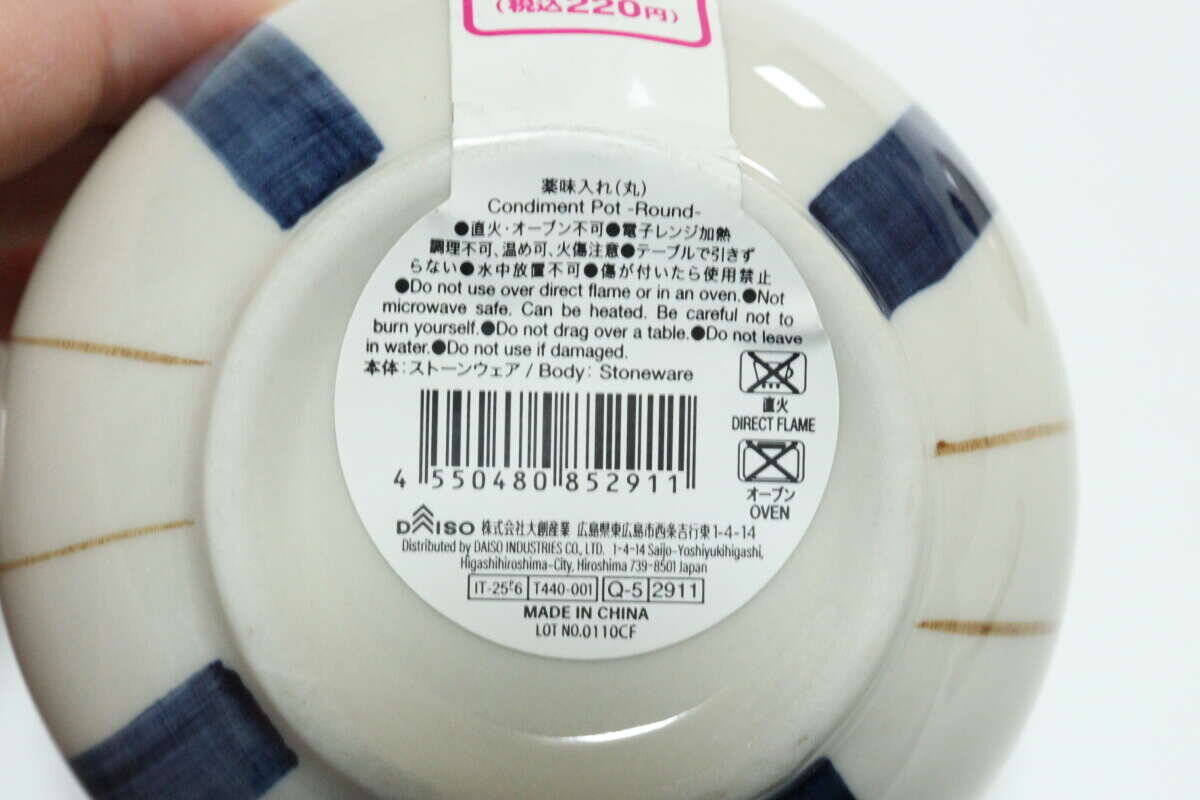 (税込220円)
薬味入れ(丸)
Condiment Pot -Round-
●直火・オーブン不可●電子レンジ加熱
調理不可、温め可、火傷注意●テーブルで引きず
らない●水中放置不可●傷が付いたら使用禁止
●Do not use over direct flame or in an oven.●Not
microwave safe. Can be heated. Be careful not to
burn yourself.●Do not drag over a table.●Do not leave
in water.●Do not use if damaged.
本体:ストーンウェア / Body: Stoneware
直火
DIRECT FLAME
オーブン
OVEN
4 550480 852911
DAISO 株式会社大創産業 広島県東広島市西条吉行東1-4-14
Distributed by DAISO INDUSTRIES CO., LTD. 1-4-14 Saijo-Yoshiyukihigashi,
Higashihiroshima-City, Hiroshima 739-8501 Japan
IT-25ᄐ6 T440-001 Q-5 2911
MADE IN CHINA
LOT NO.0110CF